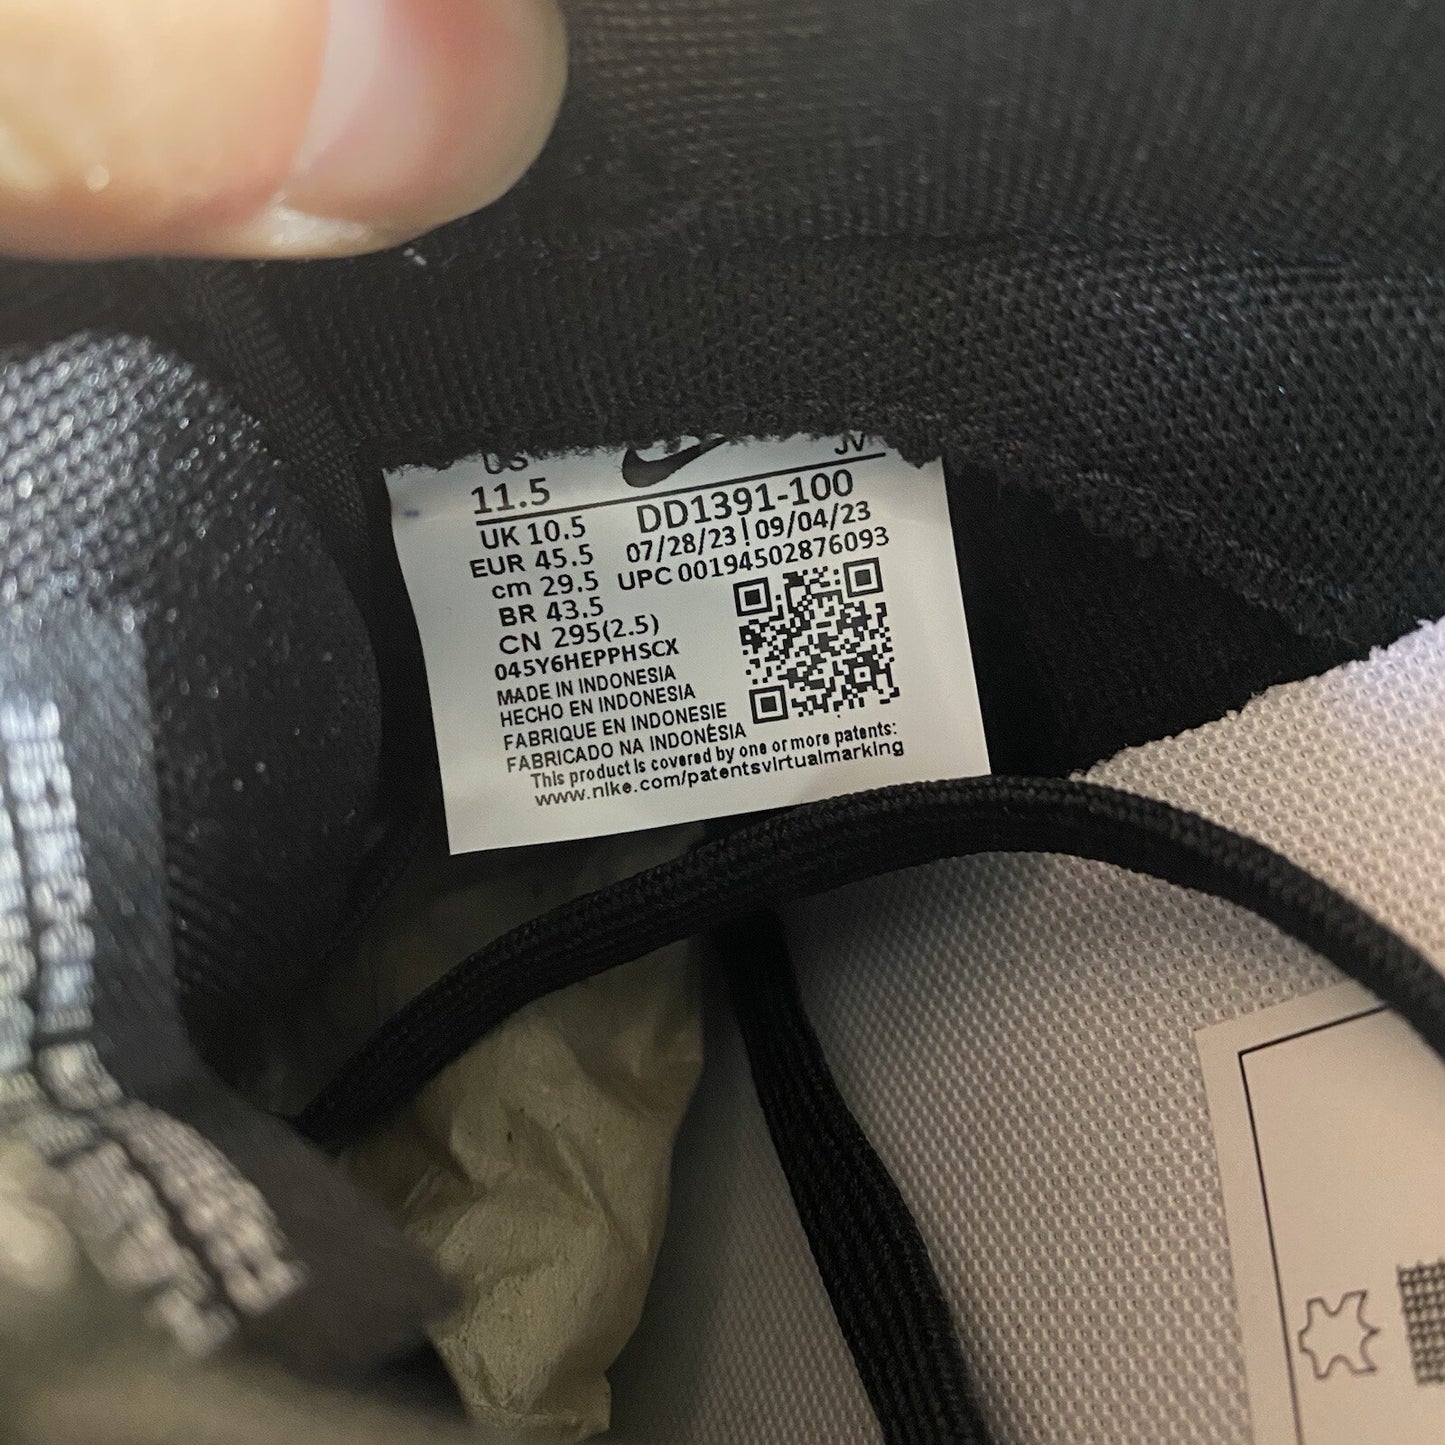 US
JV
11.5
DD1391-100
UK 10.5
07/28/23 | 09/04/23
EUR 45.5
UPC 00194502876093
cm 29.5
BR 43.5
CN 295(2.5)
045Y6HEPPHSCX
MADE IN INDONESIA
HECHO EN INDONESIA
FABRIQUE EN INDONESIE
FABRICADO NA INDONÉSIA
This product is covered by one or more patents:
www.nike.com/patentsvirtualmarking